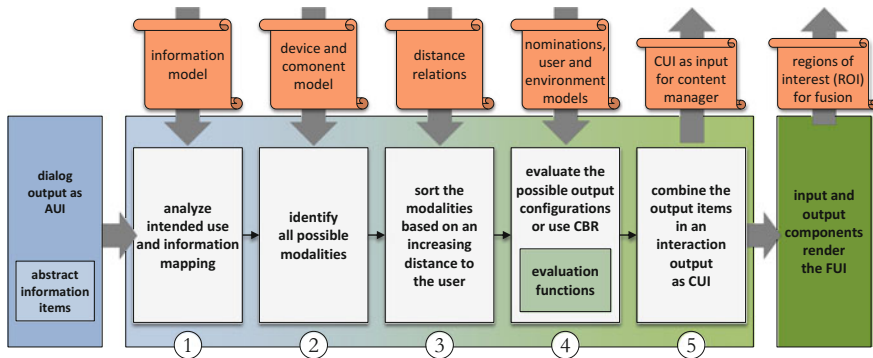 information
model
device and
comonent
model
distance
relations
nominations,
user and
environment
models
CUI as input
for content
manager
regions of
interest (ROI)
for fusion
dialog
output as
AUI
abstract
information
items
analyze
intended use
and information
mapping
identify
all possible
modalities
sort the
modalities
based on an
increasing
distance to
the user
evaluate the
possible output
configurations
or use CBR
evaluation
functions
combine the
output items
in an
interaction
output
as CUI
input and
output
components
render
the FUI
1
2
3
4
5